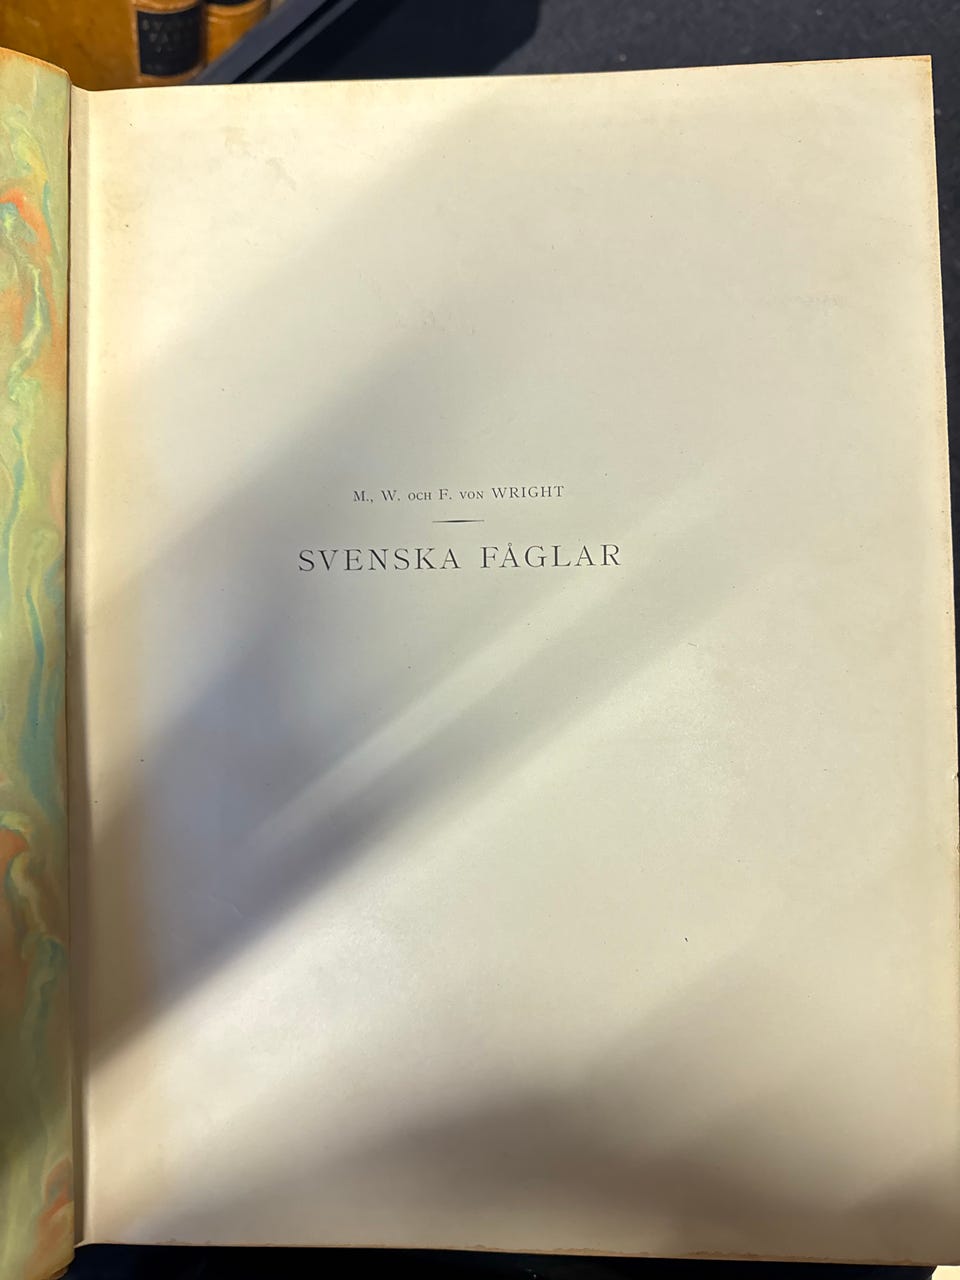 M., W. OCH F. VON WRIGHT
SVENSKA FÅGLAR